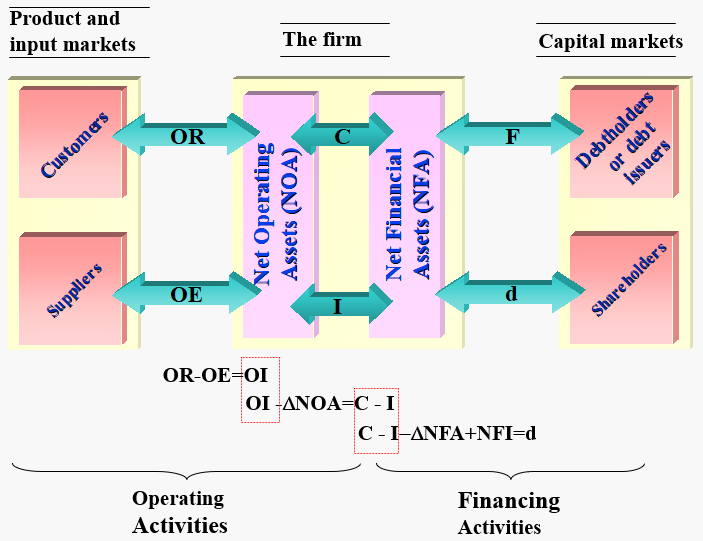 Product and
input markets
The firm
Capital markets
Customers
OR
Net Operating
Assets (NOA)
C
Net Financial
Assets (NFA)
F
Debtholders
or debt
issuers
Suppliers
OE
I
d
Shareholders
OR-OE=OI
OI -ΔNOA=C - I
C - I–ΔNFA+NFI=d
Operating
Activities
Financing
Activities